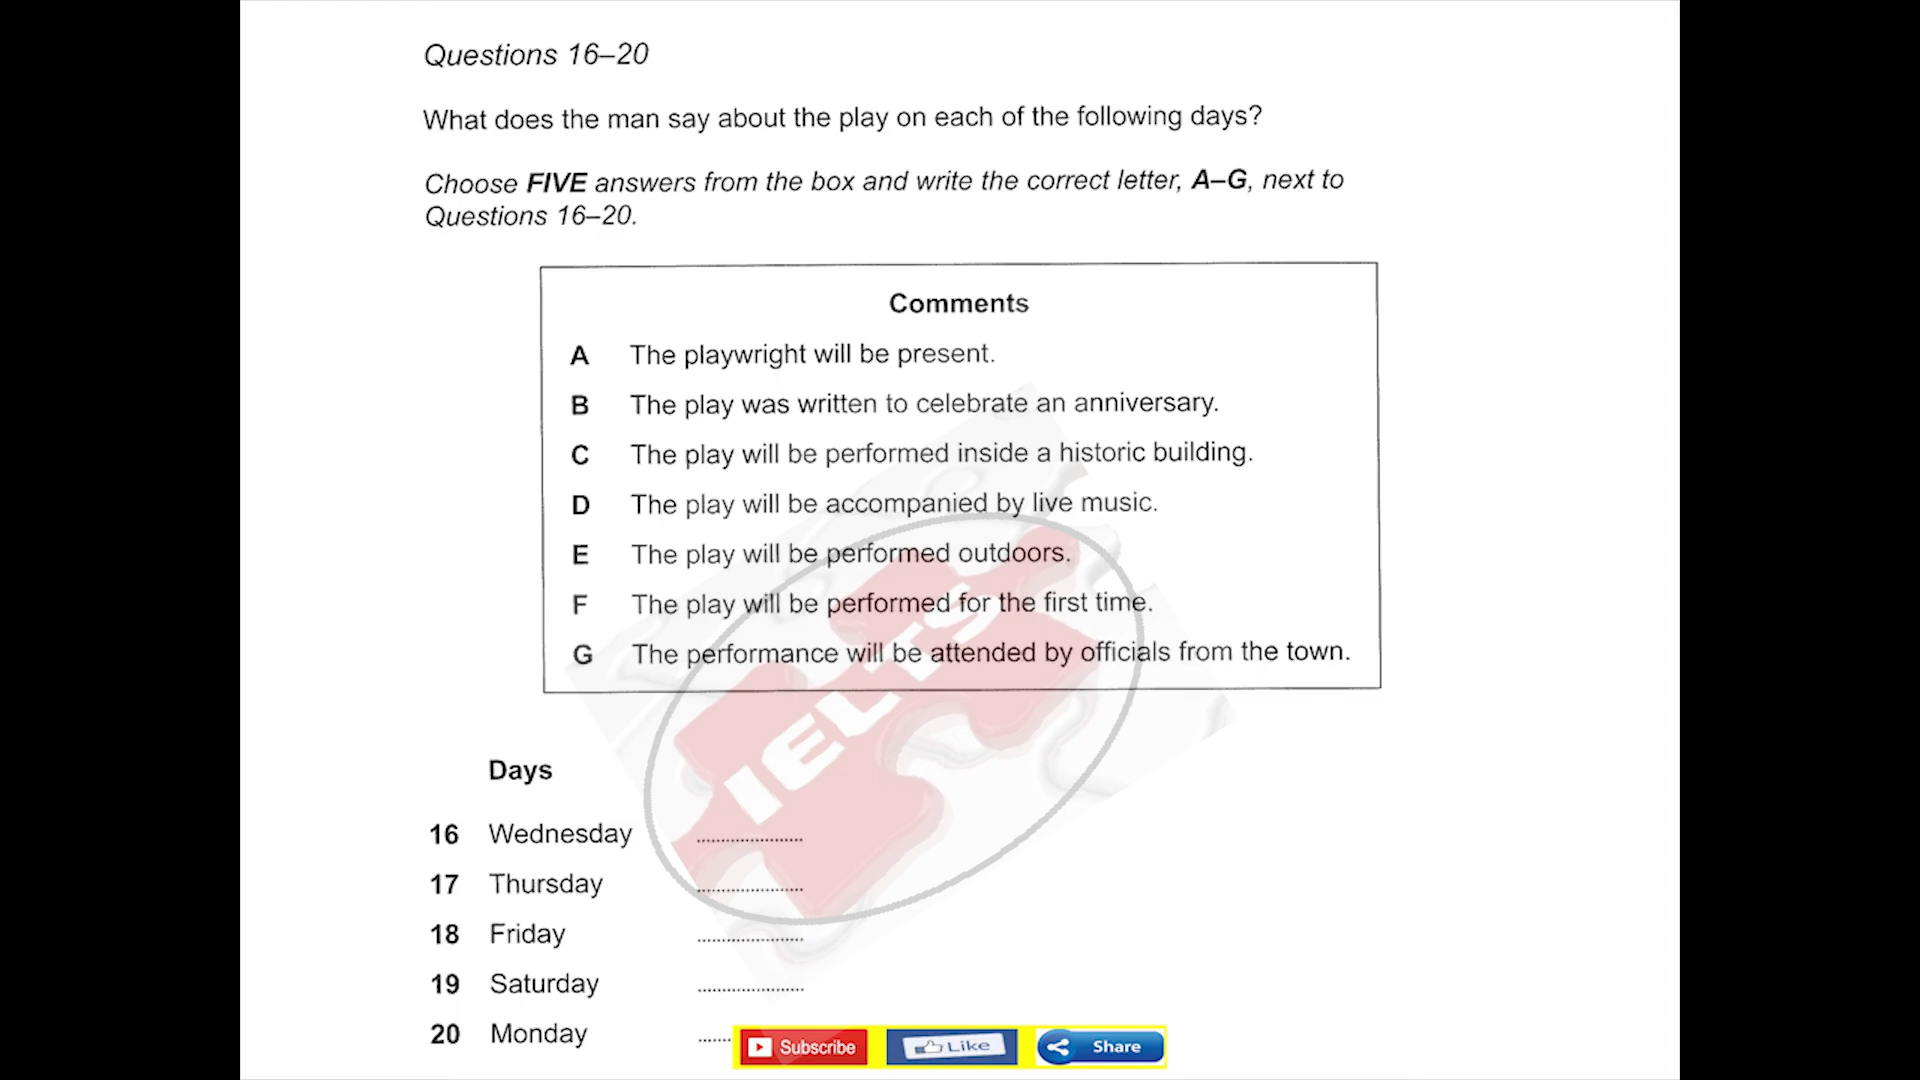 Questions 16–20
What does the man say about the play on each of the following days?
Choose FIVE answers from the box and write the correct letter, A–G, next to
Questions 16–20.
Comments
A The playwright will be present.
B The play was written to celebrate an anniversary.
C The play will be performed inside a historic building.
D The play will be accompanied by live music.
E The play will be performed outdoors.
F The play will be performed for the first time.
G The performance will be attended by officials from the town.
IELTS
Days
16 Wednesday ......................
17 Thursday ......................
18 Friday ......................
19 Saturday ......................
20 Monday .......
Subscribe Like Share